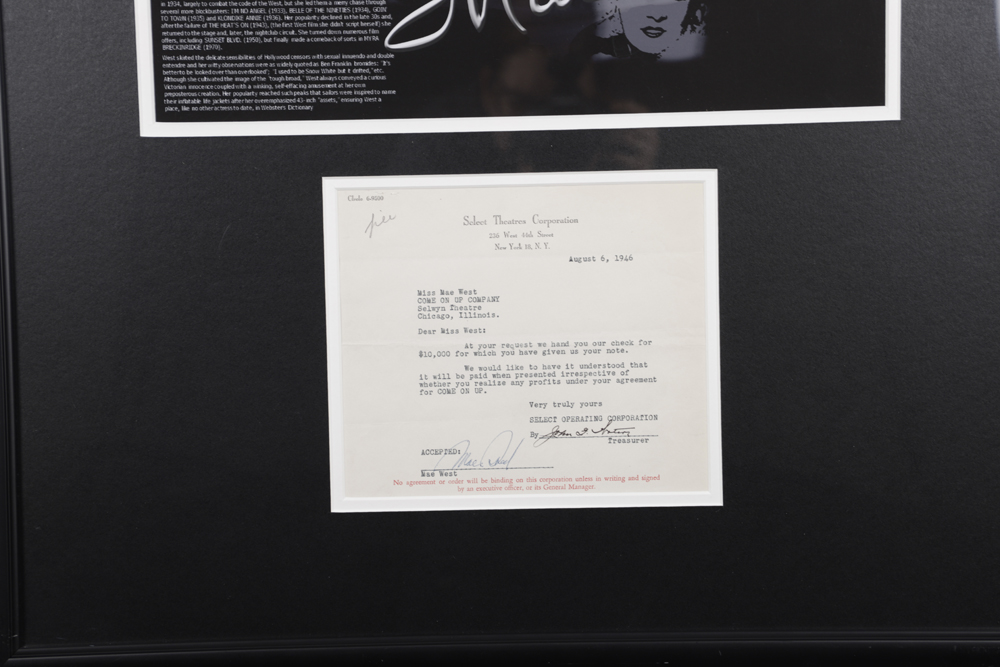 in 1934, largely to combat the code of the West, but she led them a merry chase through
several more blockbusters: I'M NO ANGEL (1933), BELLE OF THE NINETIES (1934), GOIN'
TO TOWN (1935) and KLONDIKE ANNIE (1936). Her popularity declined in the late 30s and,
after the failure of THE HEAT'S ON (1943), (the first West film she didn't script herself) she
returned to the stage and, later, the nightclub circuit. She turned down numerous film
offers, including SUNSET BLVD. (1950), but finally made a comeback of sorts in MYRA
BRECKINRIDGE (1970).
West skirted the delicate sensibilities of Hollywood censors with sexual innuendo and double
entendre and her witty observations were as widely quoted as Ben Franklin bromides: "It's
better to be looked over than overlooked"; "I used to be Snow White but I drifted," etc.
Although she cultivated the image of the "tough broad," West always conveyed a curious
Victorian innocence coupled with a winking, self-effacing amusement at her own
preposterous creation. Her popularity reached such peaks that sailors were inspired to name
their inflatable life jackets after her overemphasized 43-inch "assets," ensuring West a
place, like no other actress to date, in Webster's Dictionary
Select Theatres Corporation
236 West 44th Street
New York 18, N. Y.
August 6, 1946
Miss Mae West
COME ON UP COMPANY
Selwyn Theatre
Chicago, Illinois.
Dear Miss West:
At your request we hand you our check for
$10,000 for which you have given us your note.
We would like to have it understood that
it will be paid when presented irrespective of
whether you realize any profits under your agreement
for COME ON UP.
Very truly yours
SELECT OPERATING CORPORATION
By
Treasurer
ACCEPTED:
Mae West
Mae West
No agreement or order will be binding on this corporation unless in writing and signed
by an executive officer, or its General Manager.